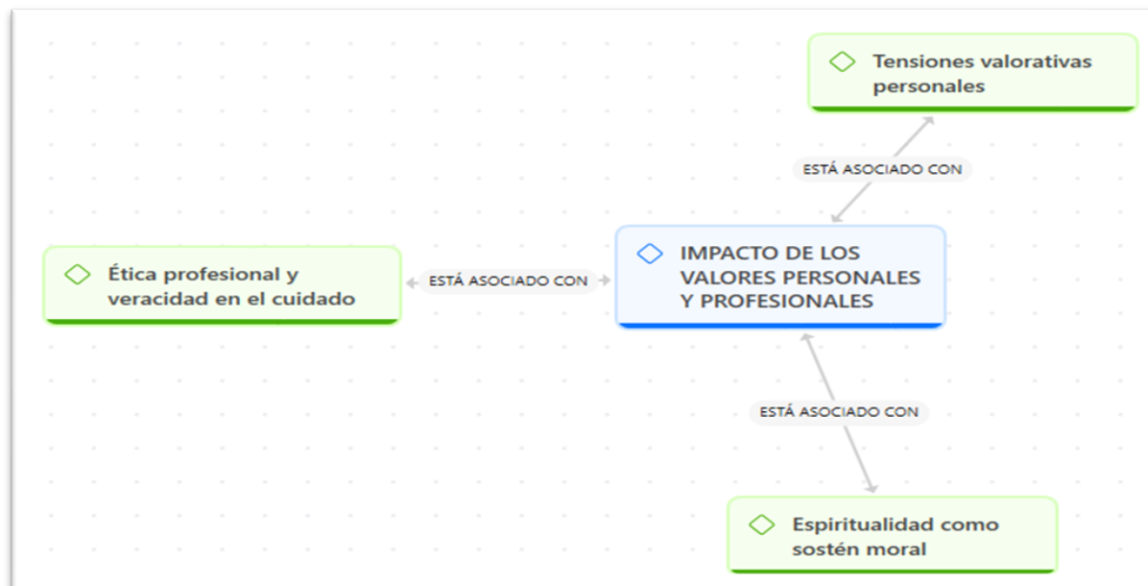 Tensiones valorativas
personales
ESTÁ ASOCIADO CON
IMPACTO DE LOS
VALORES PERSONALES
Y PROFESIONALES
ESTÁ ASOCIADO CON
Ética profesional y
veracidad en el cuidado
ESTÁ ASOCIADO CON
Espiritualidad como
sostén moral